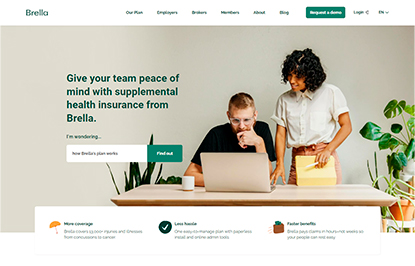 Brella
Our Plan
Employers
Brokers
Members
About
Blog
Request a demo
Login
EN
Give your team peace of
mind with supplemental
health insurance from
Brella.
I'm wondering...
how Brella's plan works
Find out
More coverage
Brella covers 13,000+ injuries and illnesses
from concussions to cancer.
Less hassle
One easy-to-manage plan with paperless
install and online admin tools.
Faster benefits
Brella pays claims in hours–not weeks so
your people can rest easy.